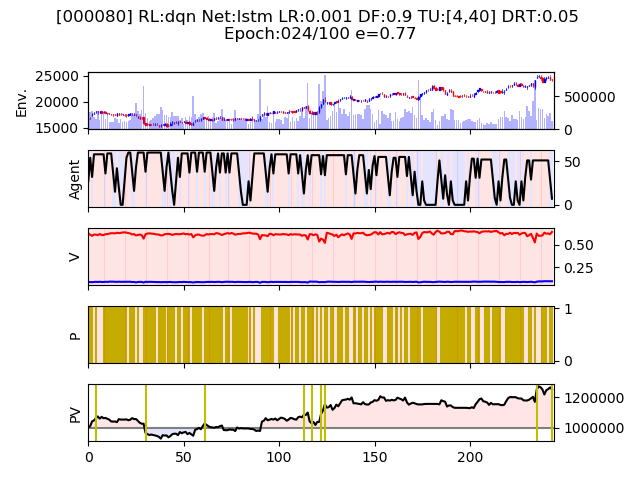 [000080] RL:dqn Net:lstm LR:0.001 DF:0.9 TU:[4,40] DRT:0.05
Epoch:024/100 e=0.77
Env.
25000
20000
15000
500000
0
Agent
50
0
V
0.50
0.25
P
1
0
PV
1200000
1000000
0 50 100 150 200